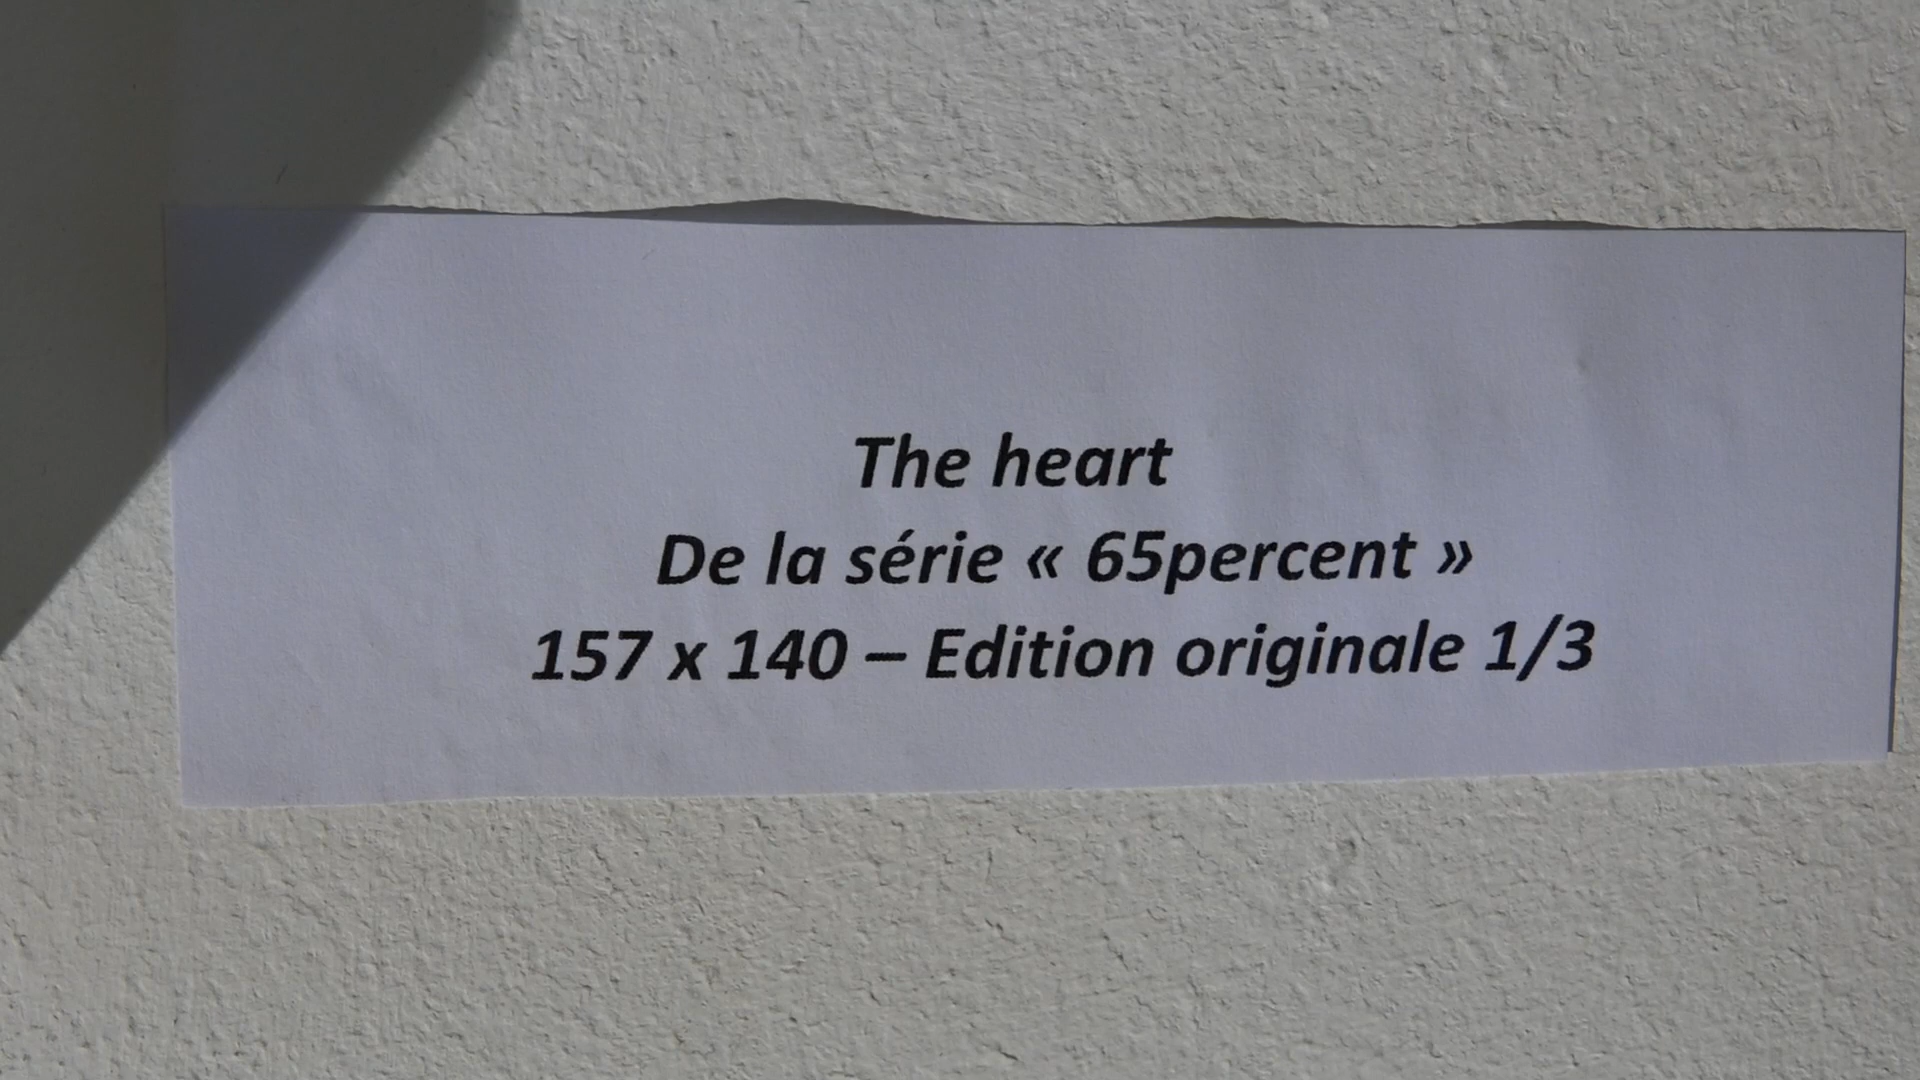 The heart
De la série « 65percent »
157 x 140 – Edition originale 1/3